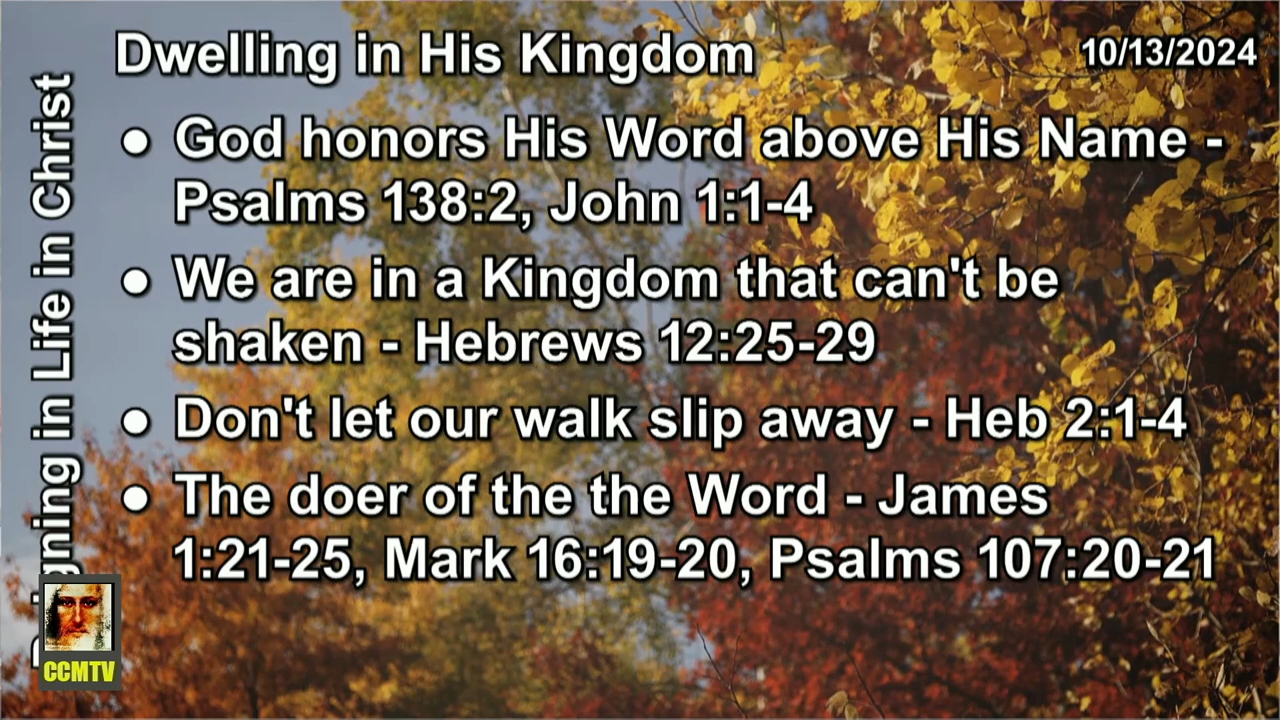 Dwelling in His Kingdom
10/13/2024
● God honors His Word above His Name -
Psalms 138:2, John 1:1-4
● We are in a Kingdom that can't be
shaken - Hebrews 12:25-29
● Don't let our walk slip away - Heb 2:1-4
● The doer of the the Word - James
1:21-25, Mark 16:19-20, Psalms 107:20-21
in Life in Christ
CCMTV